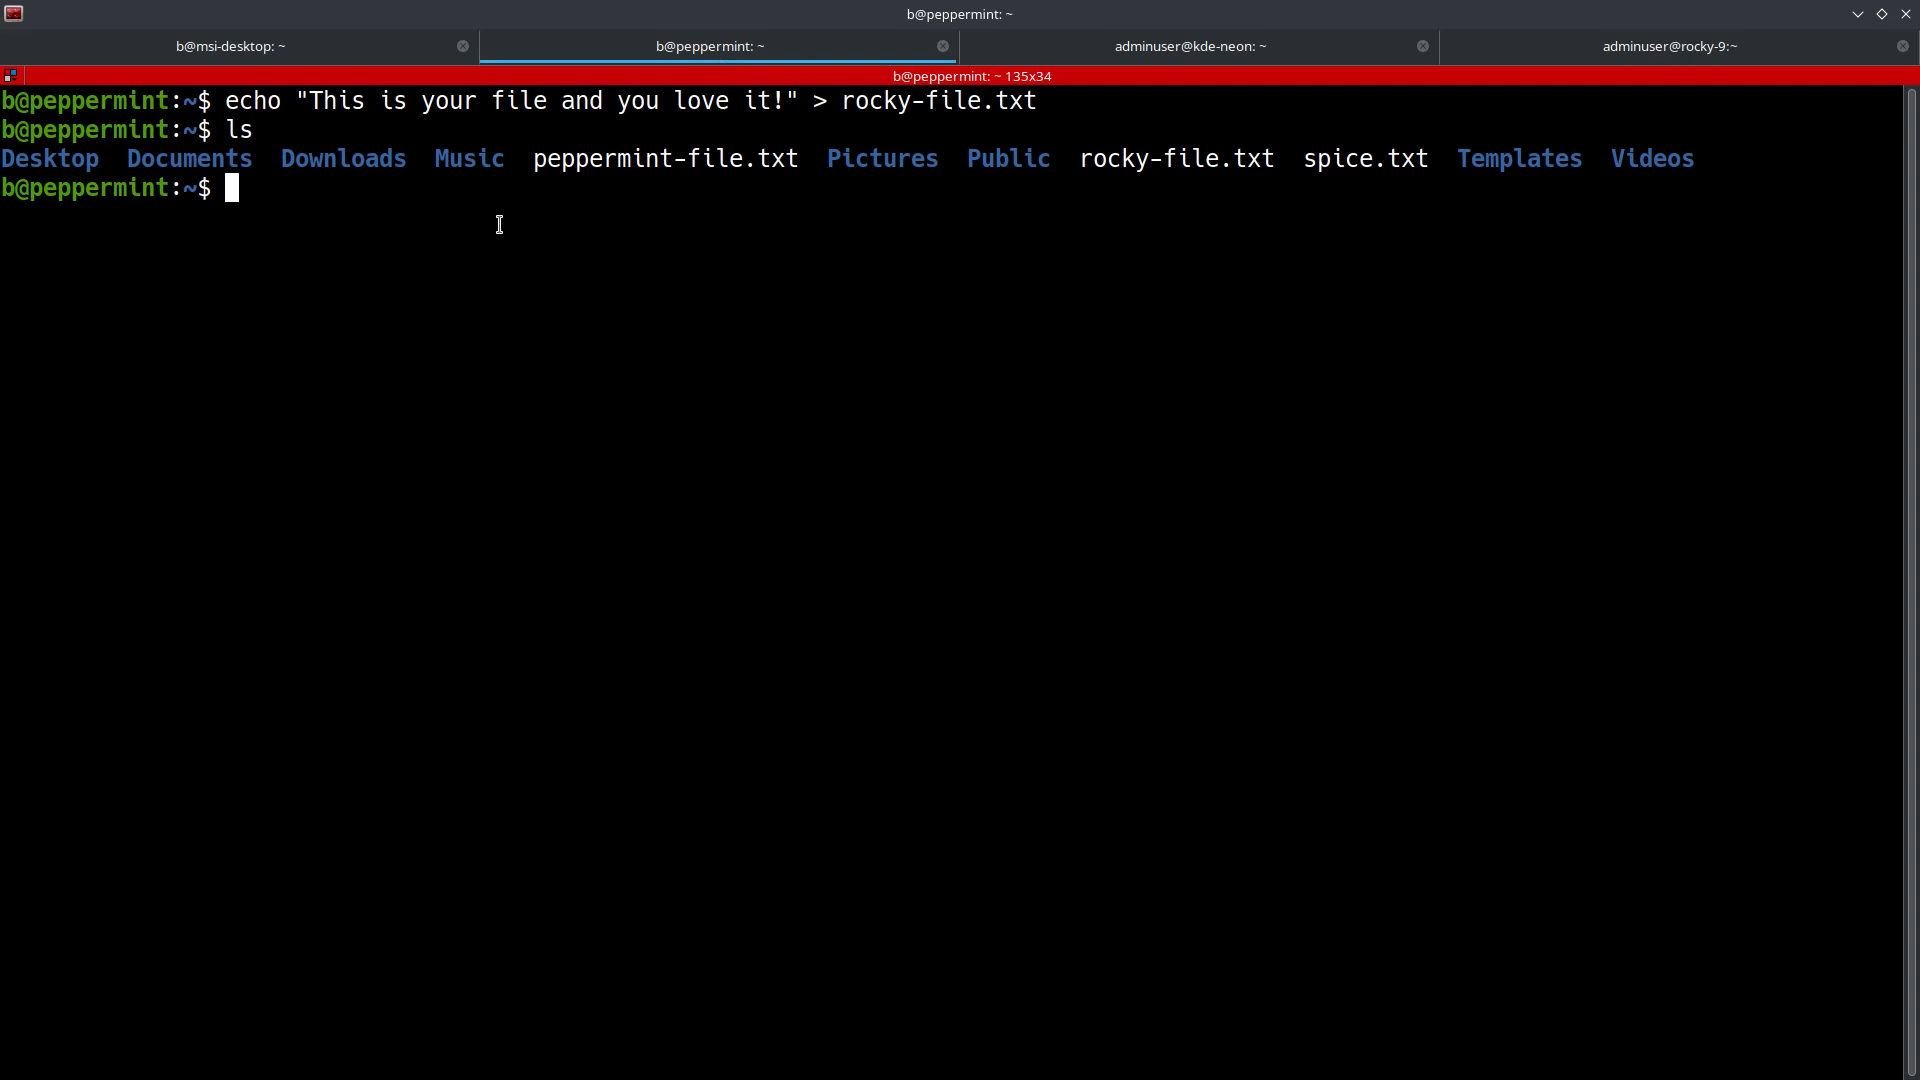 b@peppermint: ~
b@msi-desktop: ~
b@peppermint: ~
adminuser@kde-neon: ~
adminuser@rocky-9:~
b@peppermint: ~ 135x34
b@peppermint:~$ echo "This is your file and you love it!" > rocky-file.txt
b@peppermint:~$ ls
Desktop  Documents  Downloads  Music  peppermint-file.txt  Pictures  Public  rocky-file.txt  spice.txt  Templates  Videos
b@peppermint:~$